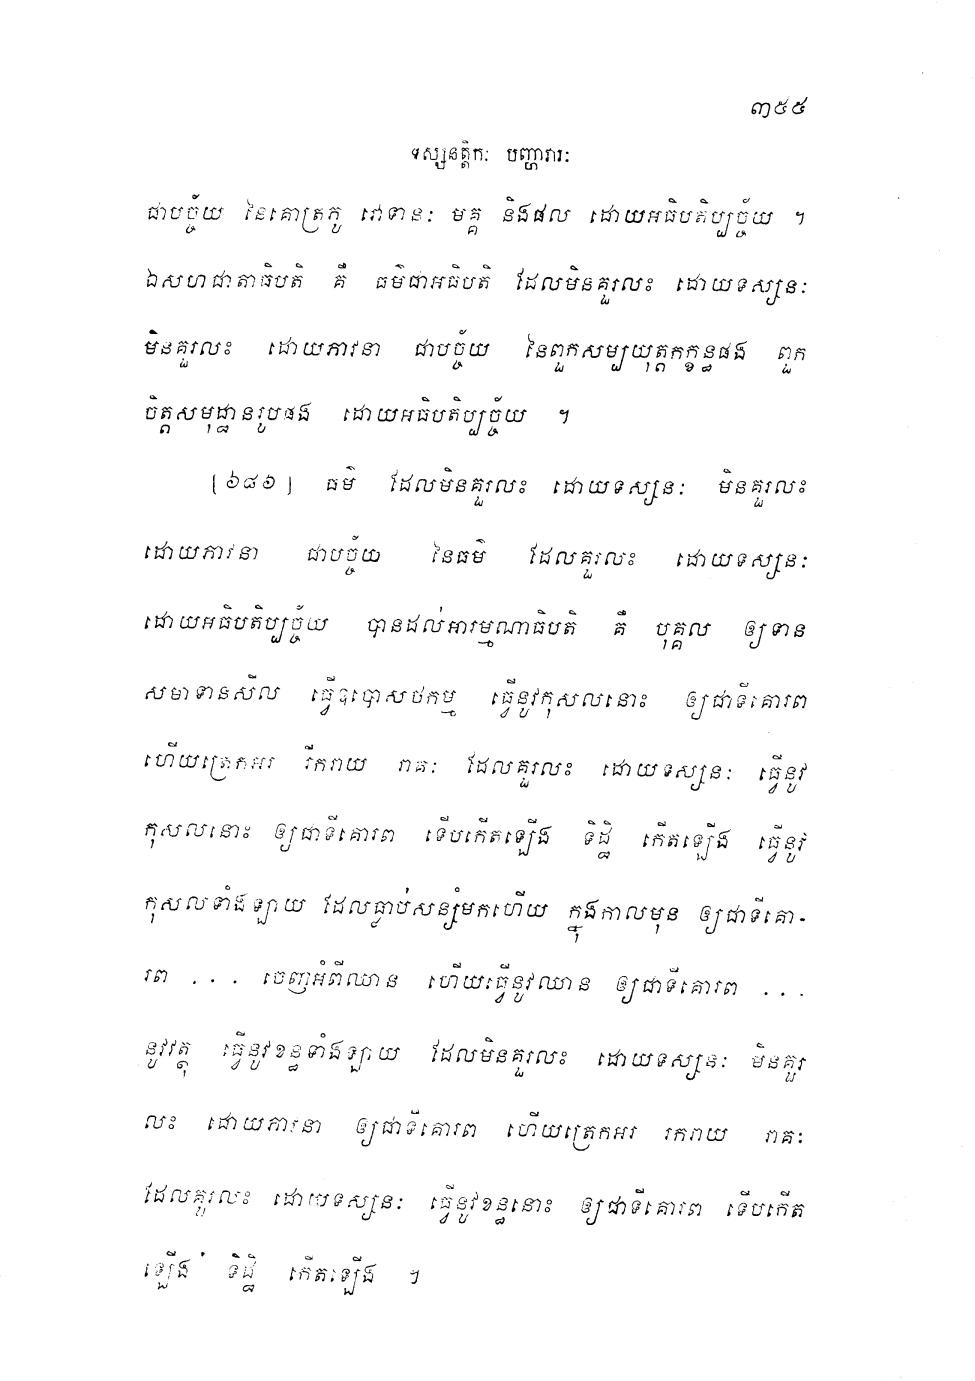 ៣៥៥
ទស្សនត្តិកៈ បញ្ហាវារៈ
ជាបច្ច័យ នៃគោត្រភូ វោទានៈ មគ្គ និងផល ដោយអធិបតិប្បច្ច័យ ។
ឯសហជាតាធិបតិ គឺ ធម៌ជាអធិបតិ ដែលមិនគួរលះ ដោយទស្សនៈ
មិនគួរលះ ដោយភាវនា ជាបច្ច័យ នៃពួកសម្បយុត្តកក្ខន្ធផង ពួក
ចិត្តសមុដ្ឋានរូបផង ដោយអធិបតិប្បច្ច័យ ។
[៦៨៦] ធម៌ ដែលមិនគួរលះ ដោយទស្សនៈ មិនគួរលះ
ដោយភាវនា ជាបច្ច័យ នៃធម៌ ដែលគួរលះ ដោយទស្សនៈ
ដោយអធិបតិប្បច្ច័យ បានដល់អារម្មណាធិបតិ គឺ បុគ្គល ឲ្យទាន
សមាទានសីល ធ្វើឧបោសថកម្ម ធ្វើនូវកុសលនោះ ឲ្យជាទីគោរព
ហើយត្រេកអរ រីករាយ រាគៈ ដែលគួរលះ ដោយទស្សនៈ ធ្វើនូវ
កុសលនោះ ឲ្យជាទីគោរព ទើបកើតឡើង ទិដ្ឋិ កើតឡើង ធ្វើនូវ
កុសលទាំងឡាយ ដែលធ្លាប់សន្សំមកហើយ ក្នុងកាលមុន ឲ្យជាទីគោ-
រព ... ចេញអំពីឈាន ហើយធ្វើនូវឈាន ឲ្យជាទីគោរព ...
នូវវត្ថុ ធ្វើនូវខន្ធទាំងឡាយ ដែលមិនគួរលះ ដោយទស្សនៈ មិនគួរ
លះ ដោយភាវនា ឲ្យជាទីគោរព ហើយត្រេកអរ រករាយ រាគៈ
ដែលគួរលះ ដោយទស្សនៈ ធ្វើនូវខន្ធនោះ ឲ្យជាទីគោរព ទើបកើត
ឡើង ទិដ្ឋិ កើតឡើង ។